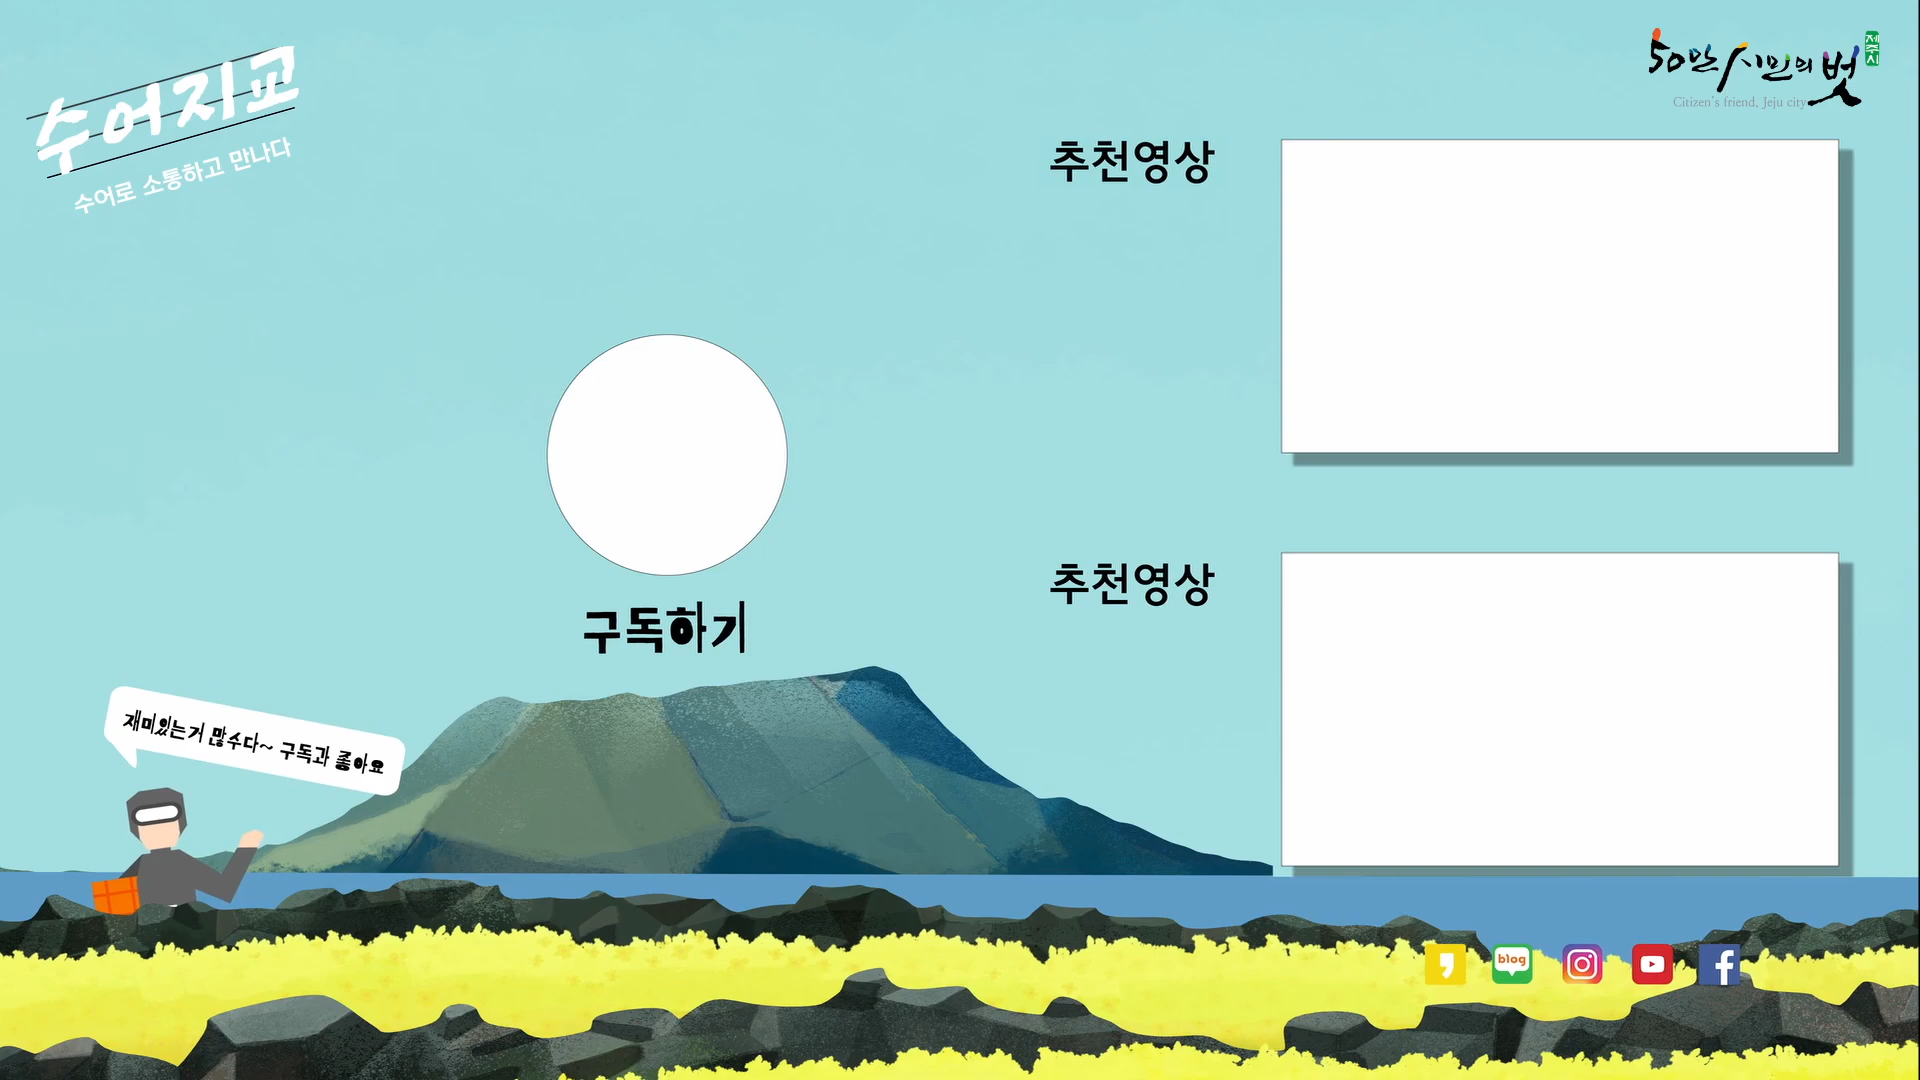 수어지교
수어로 소통하고 만나다
50만 시민의 벗
제주시
Citizen's friend, Jeju city
추천영상
구독하기
추천영상
재미있는거 많수다~ 구독과 좋아요
blog